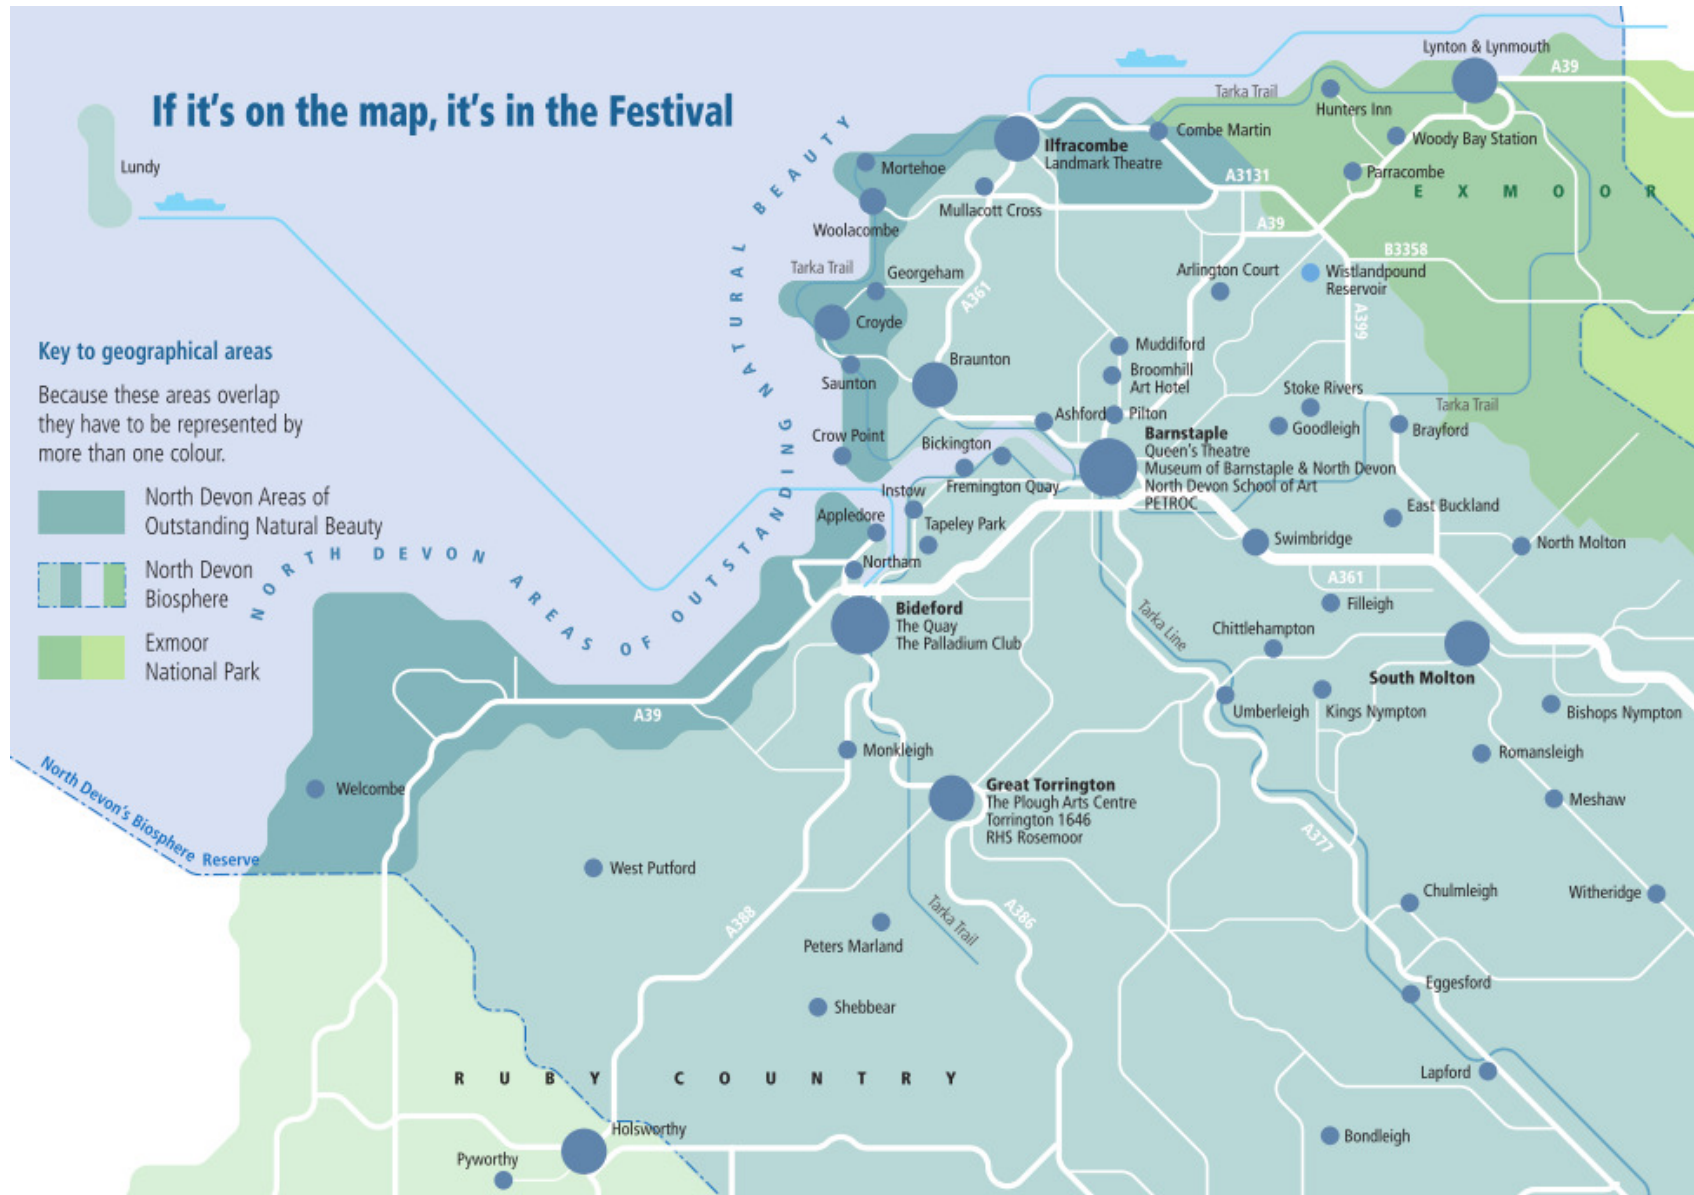 If it's on the map, it's in the Festival
Lundy
Key to geographical areas
Because these areas overlap
they have to be represented by
more than one colour.
North Devon Areas of
Outstanding Natural Beauty
North Devon
Biosphere
Exmoor
National Park
NORTH DEVON AREAS OF OUTSTANDING NATURAL BEAUTY
North Devon's Biosphere Reserve
Lynton & Lynmouth
A39
Tarka Trail
Hunters Inn
Combe Martin
Woody Bay Station
Ilfracombe
Landmark Theatre
Mortehoe
Parracombe
A3131
EXMOOR
Mullacott Cross
Woolacombe
A39
B3358
Tarka Trail
Georgeham
Arlington Court
Wistlandpound
Reservoir
A361
A399
Croyde
Muddiford
Braunton
Broomhill
Art Hotel
Saunton
Stoke Rivers
Tarka Trail
Ashford
Pilton
Goodleigh
Brayford
Crow Point
Bickington
Barnstaple
Queen's Theatre
Museum of Barnstaple & North Devon
North Devon School of Art
PETROC
Fremington Quay
Instow
Appledore
Tapeley Park
East Buckland
Swimbridge
North Molton
Northam
A361
Filleigh
Bideford
The Quay
The Palladium Club
Tarka Line
Chittlehampton
South Molton
A39
Umberleigh
Kings Nympton
Bishops Nympton
Monkleigh
Romansleigh
Welcombe
Great Torrington
The Plough Arts Centre
Torrington 1646
RHS Rosemoor
Meshaw
A377
West Putford
Chulmleigh
Witheridge
A388
Tarka Trail
A386
Peters Marland
Eggesford
Shebbear
RUBY COUNTRY
Lapford
Holsworthy
Bondleigh
Pyworthy